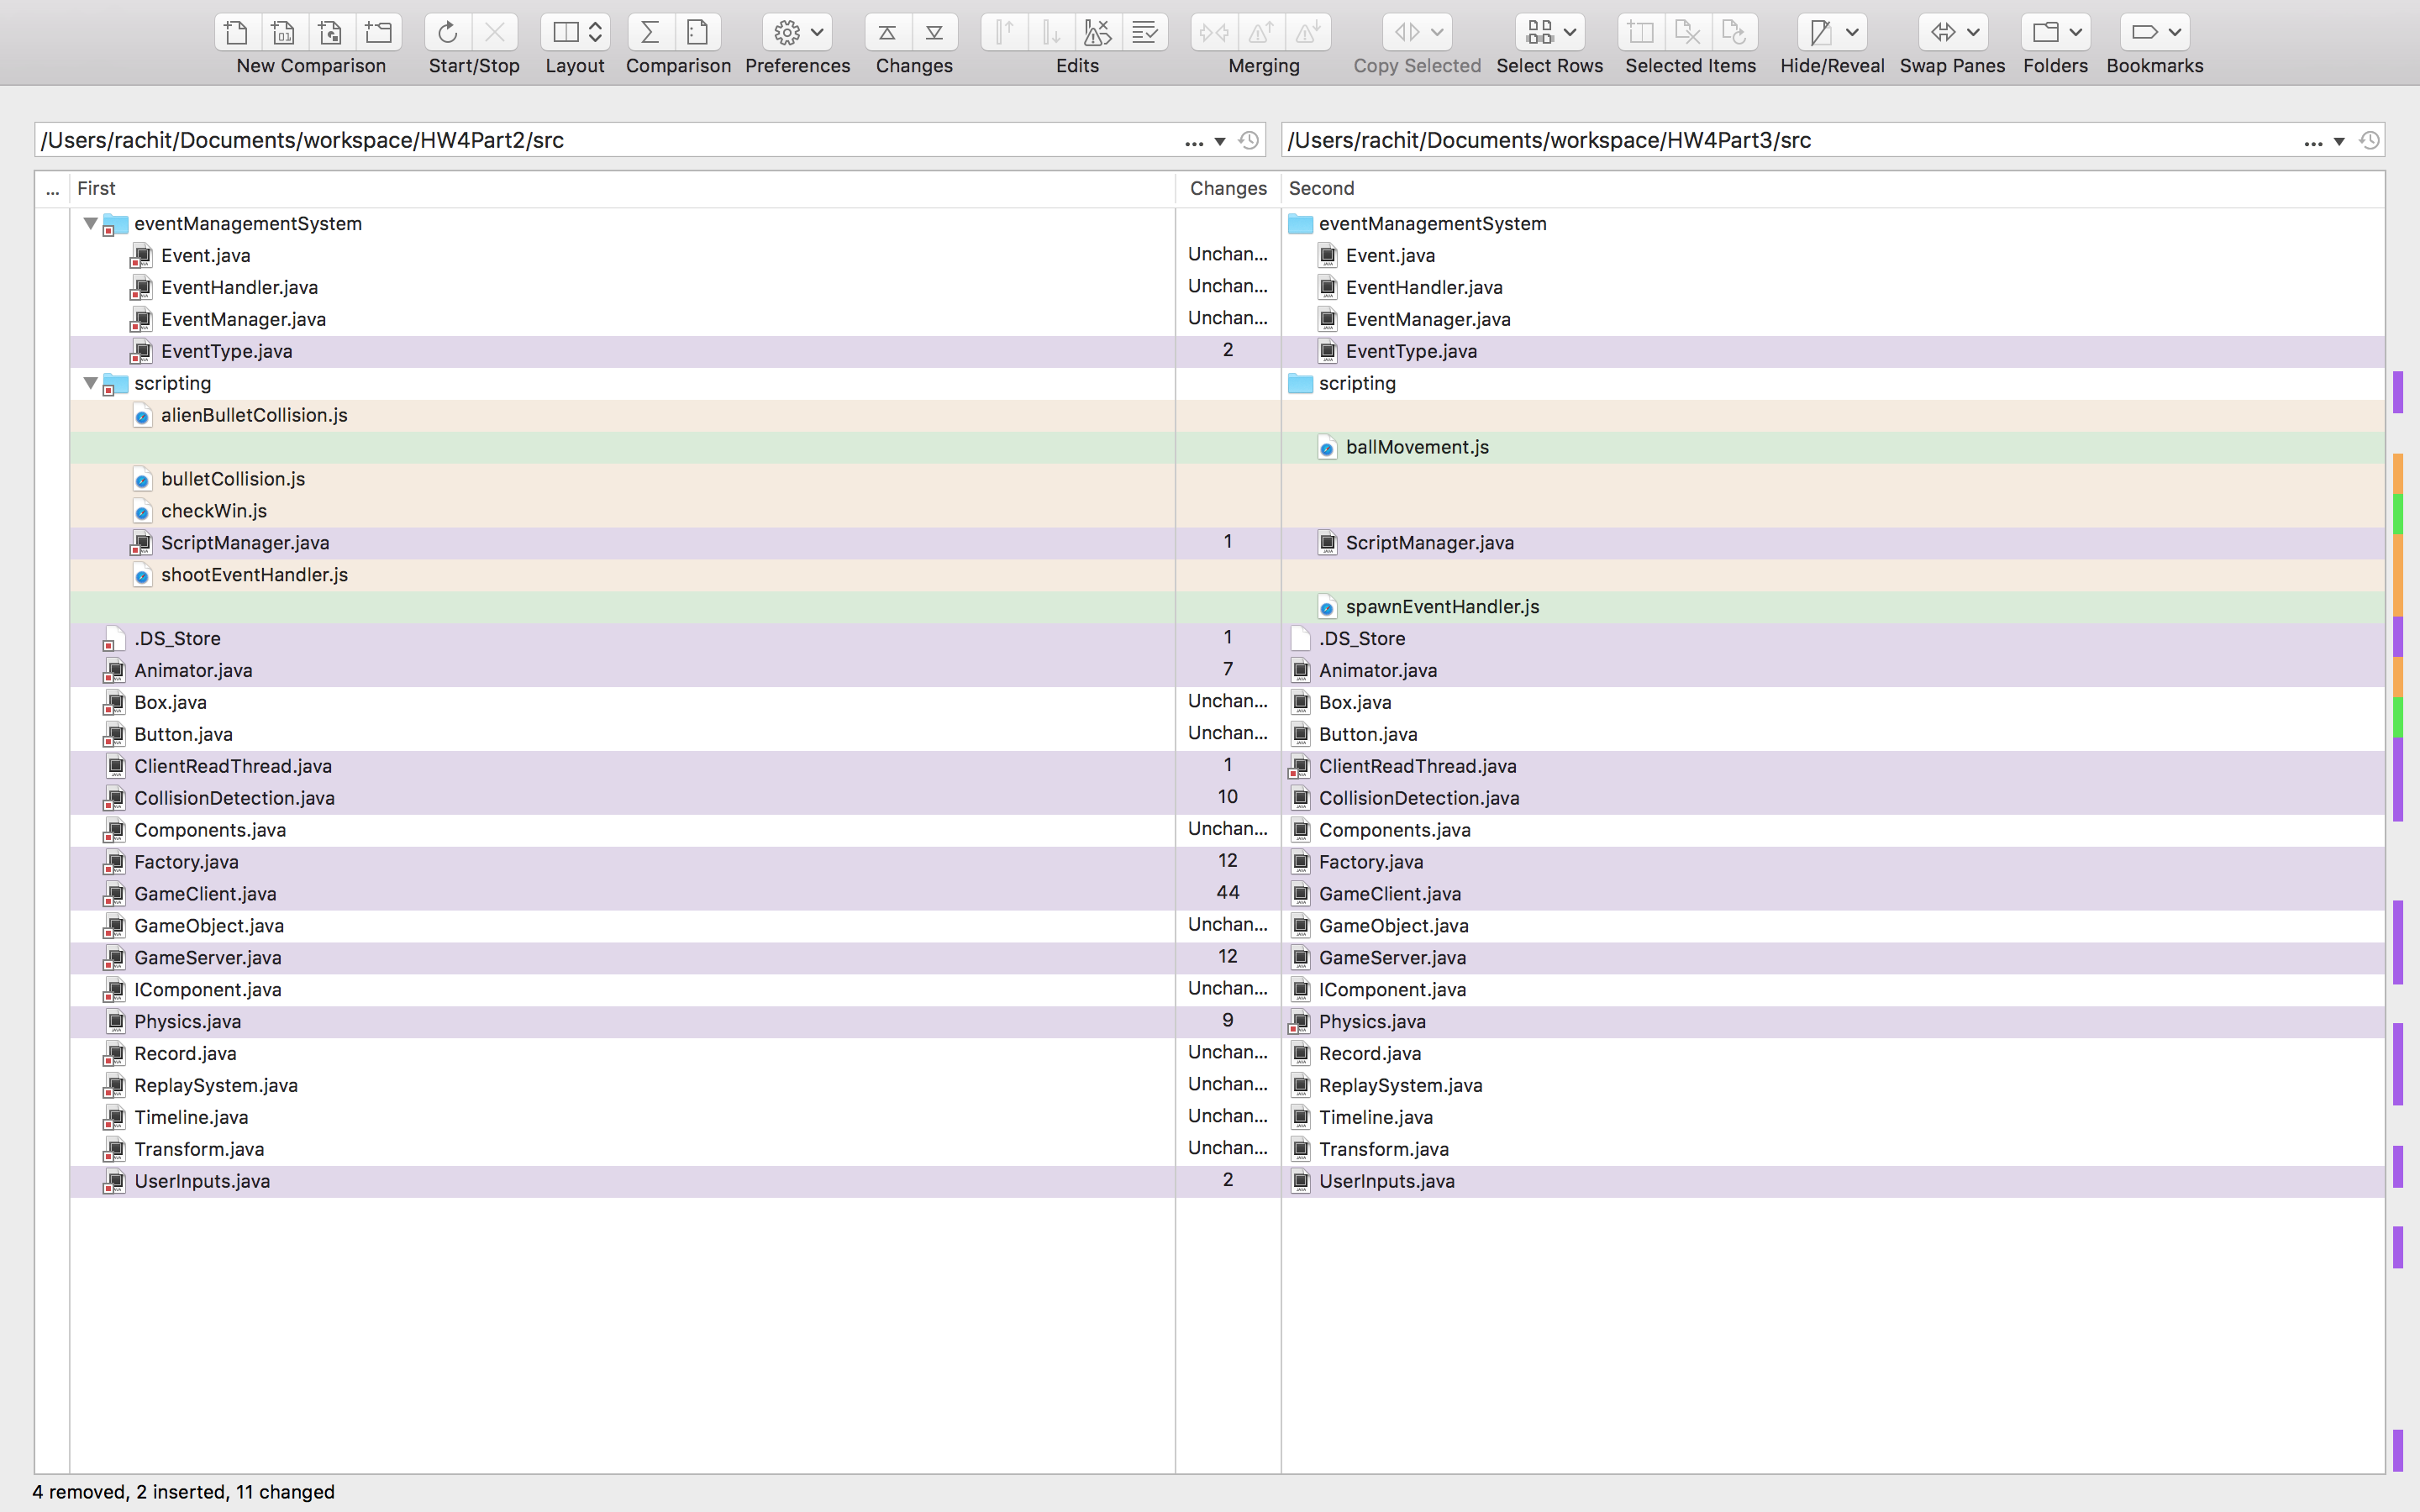 New Comparison Start/Stop Layout Comparison Preferences Changes Edits Merging Copy Selected Select Rows Selected Items Hide/Reveal Swap Panes Folders Bookmarks
/Users/rachit/Documents/workspace/HW4Part2/src ... /Users/rachit/Documents/workspace/HW4Part3/src ...
... First Changes Second
eventManagementSystem eventManagementSystem
Event.java Unchan... Event.java
EventHandler.java Unchan... EventHandler.java
EventManager.java Unchan... EventManager.java
EventType.java 2 EventType.java
scripting scripting
alienBulletCollision.js
ballMovement.js
bulletCollision.js
checkWin.js
ScriptManager.java 1 ScriptManager.java
shootEventHandler.js
spawnEventHandler.js
.DS_Store 1 .DS_Store
Animator.java 7 Animator.java
Box.java Unchan... Box.java
Button.java Unchan... Button.java
ClientReadThread.java 1 ClientReadThread.java
CollisionDetection.java 10 CollisionDetection.java
Components.java Unchan... Components.java
Factory.java 12 Factory.java
GameClient.java 44 GameClient.java
GameObject.java Unchan... GameObject.java
GameServer.java 12 GameServer.java
IComponent.java Unchan... IComponent.java
Physics.java 9 Physics.java
Record.java Unchan... Record.java
ReplaySystem.java Unchan... ReplaySystem.java
Timeline.java Unchan... Timeline.java
Transform.java Unchan... Transform.java
UserInputs.java 2 UserInputs.java
4 removed, 2 inserted, 11 changed